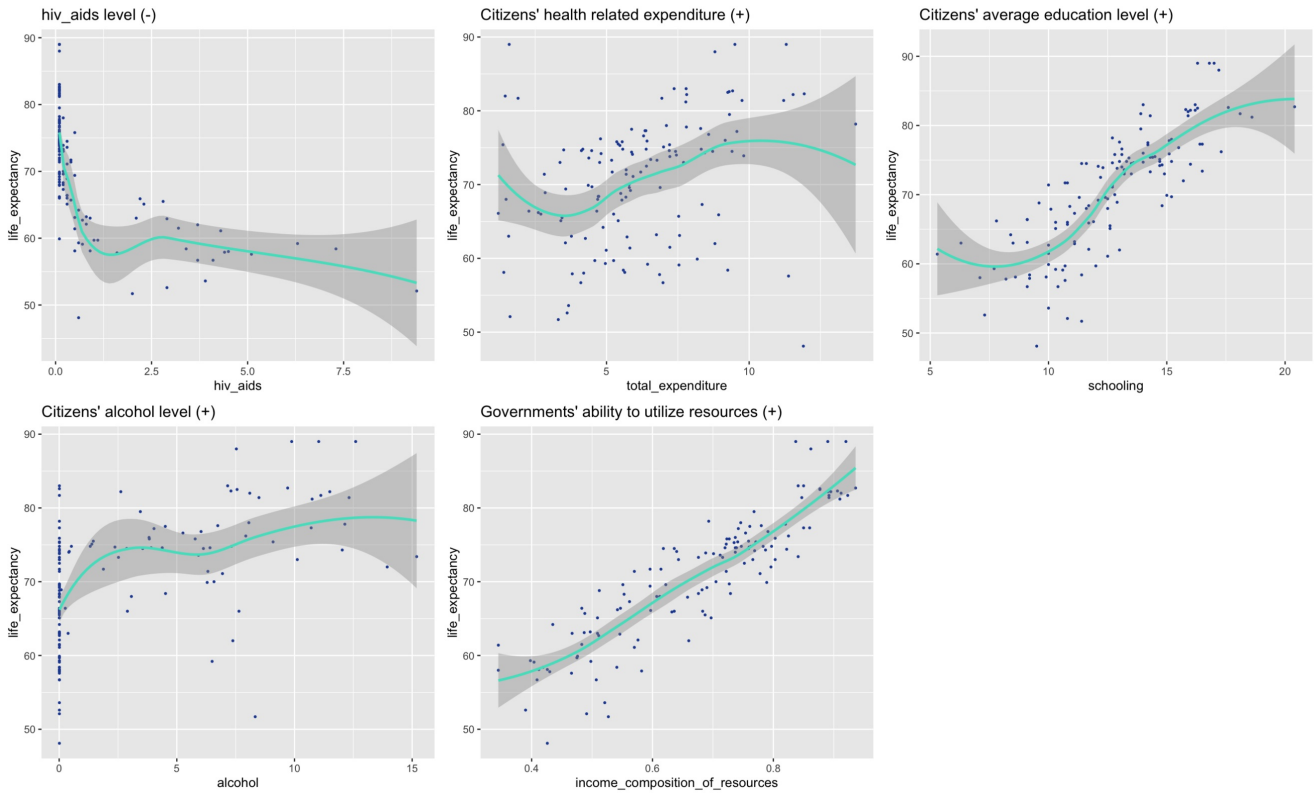 hiv_aids level (-)
90
80
70
60
50
life_expectancy
0.0 2.5 5.0 7.5
hiv_aids
Citizens' health related expenditure (+)
90
80
70
60
50
life_expectancy
5 10
total_expenditure
Citizens' average education level (+)
90
80
70
60
50
life_expectancy
5 10 15 20
schooling
Citizens' alcohol level (+)
90
80
70
60
50
life_expectancy
0 5 10 15
alcohol
Governments' ability to utilize resources (+)
90
80
70
60
50
life_expectancy
0.4 0.6 0.8
income_composition_of_resources